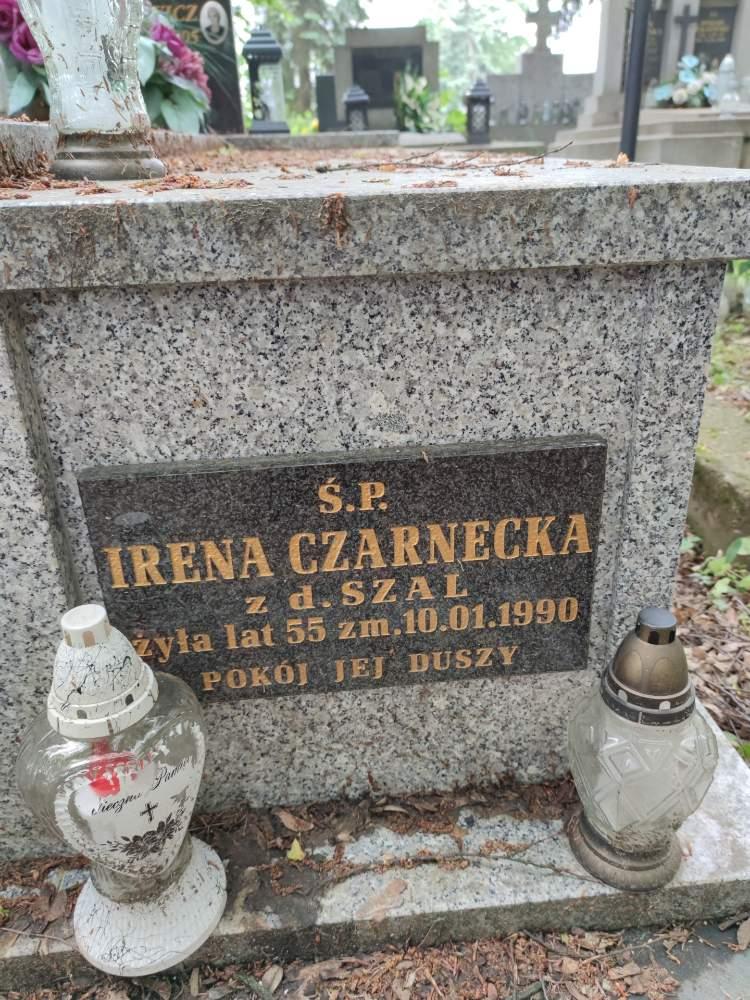 Ś.P.
IRENA CZARNECKA
z d. SZAL
żyła lat 55 zm. 10.01.1990
POKÓJ JEJ DUSZY